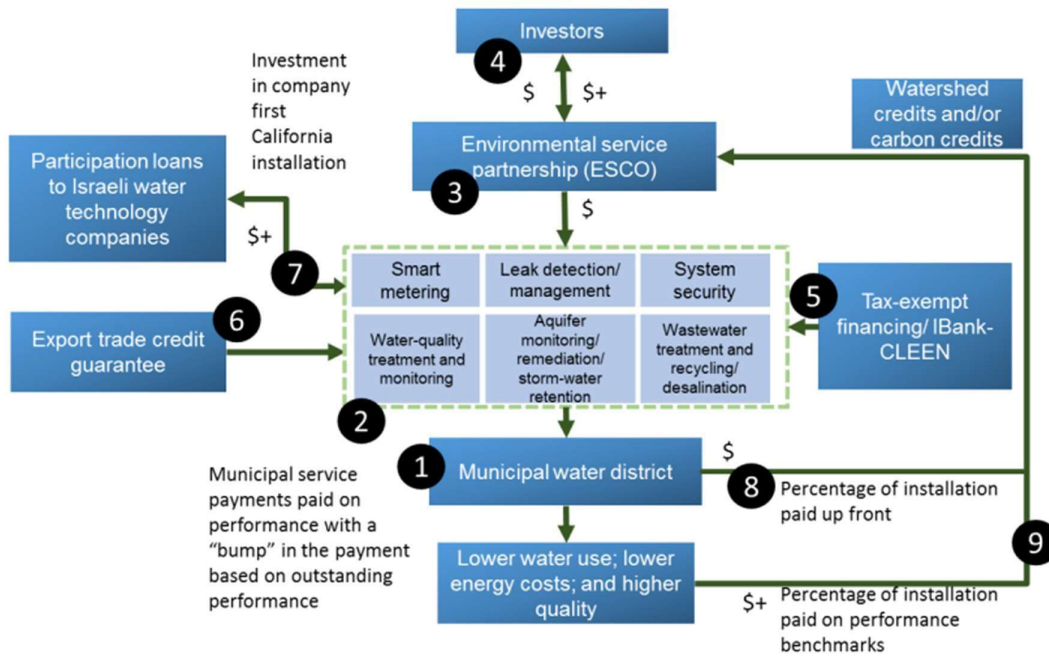 Investors
4
$
$+
Investment
in company
first
California
installation
Watershed
credits and/or
carbon credits
Participation loans
to Israeli water
technology
companies
Environmental service
partnership (ESCO)
3
$
$+
7
Smart
metering
Leak detection/
management
System
security
5
Tax-exempt
financing/ IBank-
CLEEN
6
Export trade credit
guarantee
Water-quality
treatment and
monitoring
Aquifer
monitoring/
remediation/
storm-water
retention
Wastewater
treatment and
recycling/
desalination
2
1
Municipal water district
$
8
Percentage of installation
paid up front
Municipal service
payments paid on
performance with a
“bump” in the payment
based on outstanding
performance
9
Lower water use; lower
energy costs; and higher
quality
$+
Percentage of installation
paid on performance
benchmarks